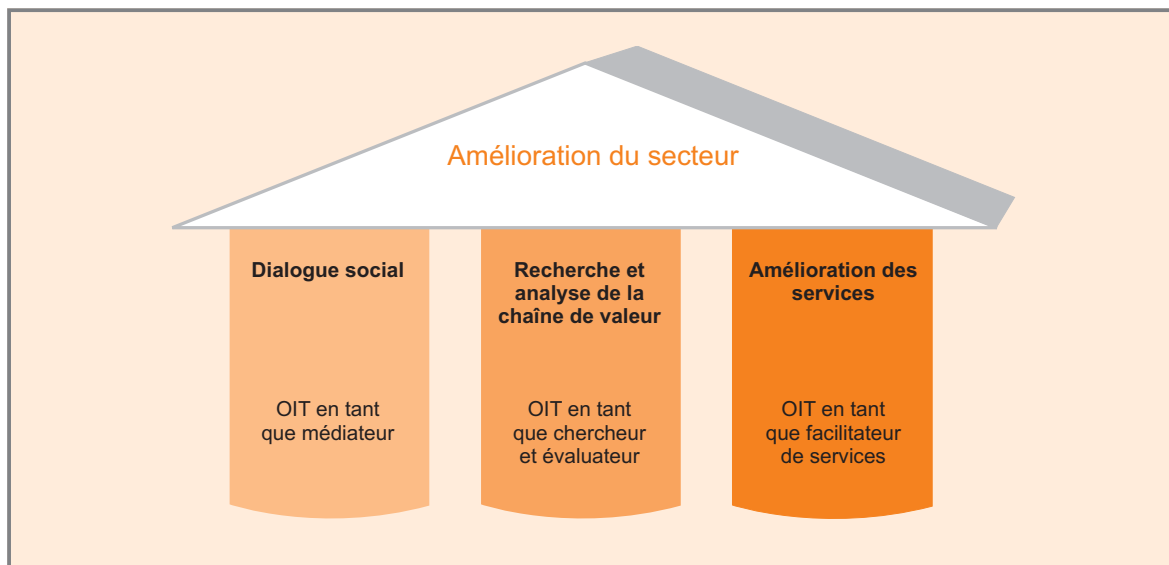 Amélioration du secteur
Dialogue social
OIT en tant
que médiateur
Recherche et
analyse de la
chaîne de valeur
OIT en tant
que chercheur
et évaluateur
Amélioration des
services
OIT en tant
que facilitateur
de services